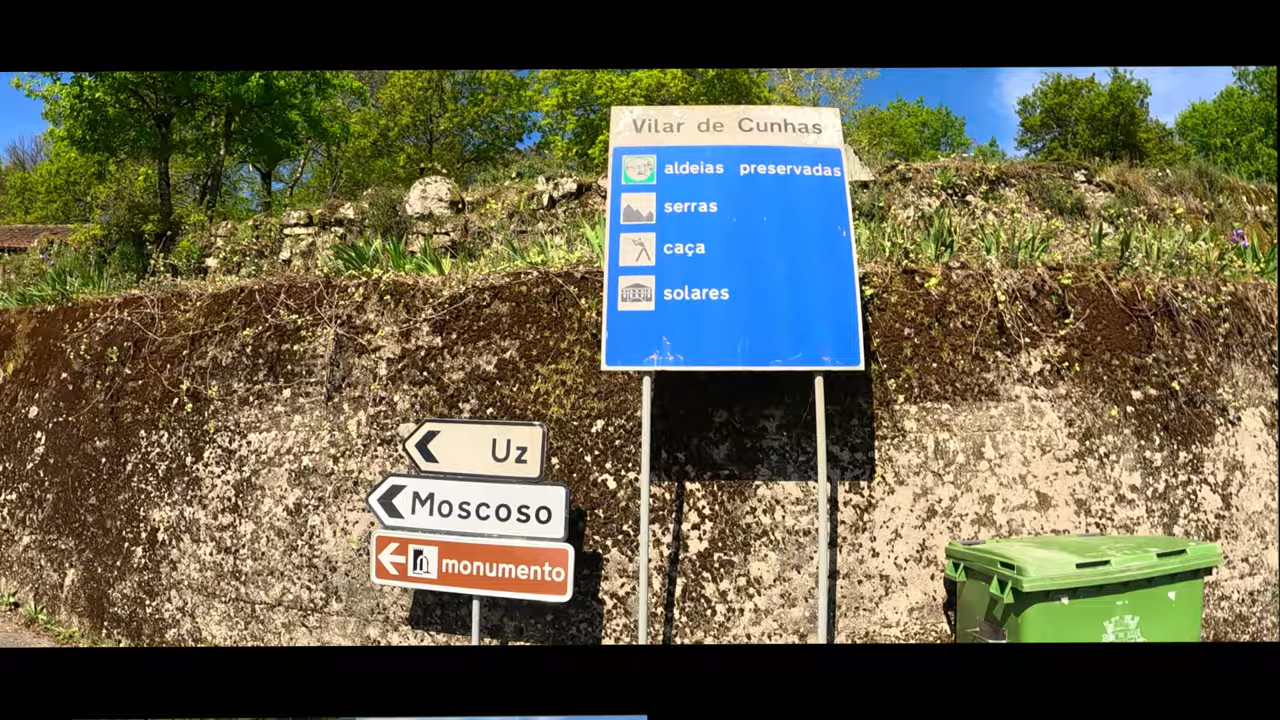 Vilar de Cunhas
aldeias preservadas
serras
caça
solares
Uz
Moscoso
monumento